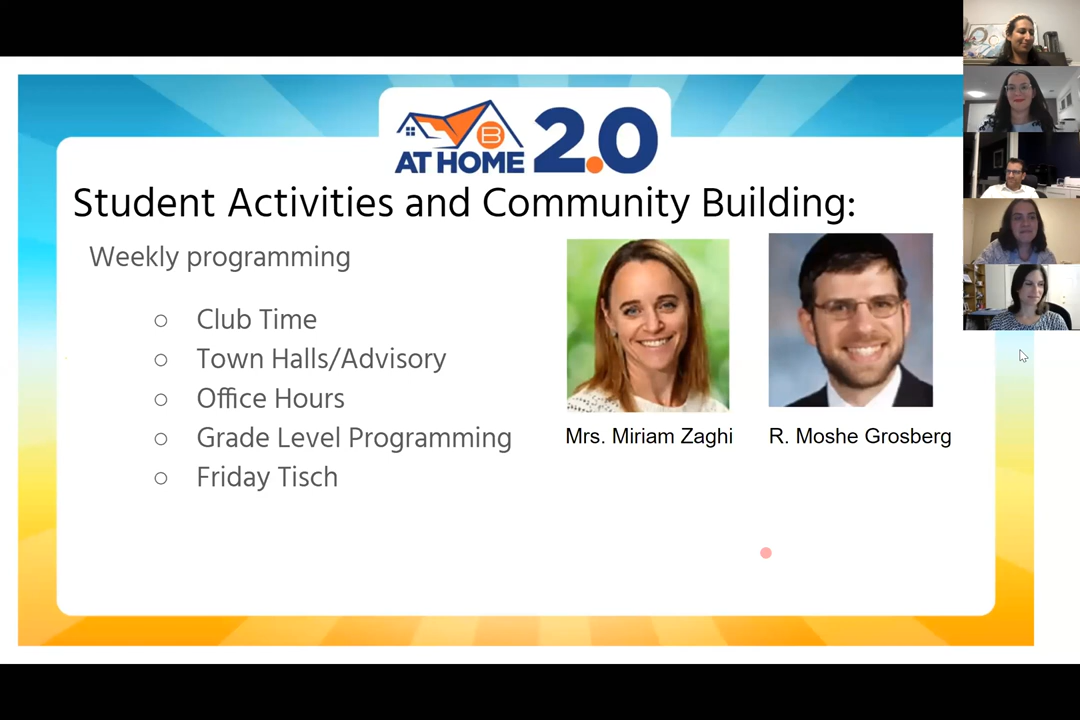 B
AT HOME 2.0
Student Activities and Community Building:
Weekly programming
○ Club Time
○ Town Halls/Advisory
○ Office Hours
○ Grade Level Programming
○ Friday Tisch
Mrs. Miriam Zaghi
R. Moshe Grosberg